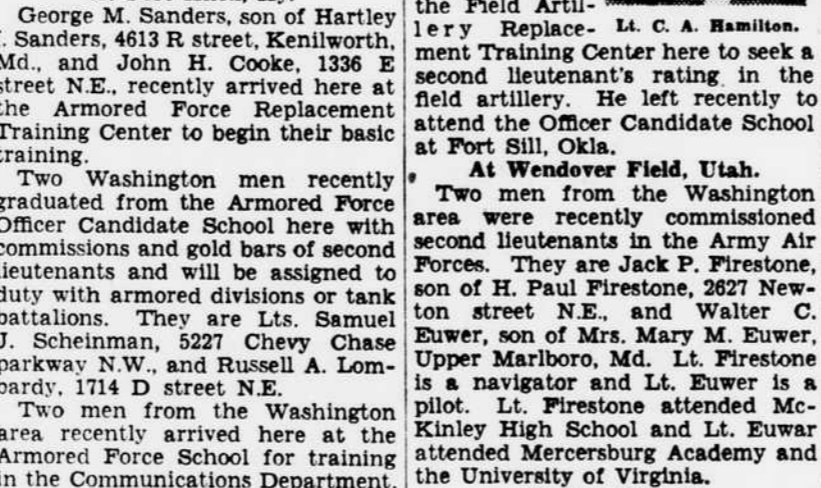 George M. Sanders, son of Hartley
. Sanders, 4613 R street, Kenilworth,
Md., and John H. Cooke, 1336 E
street N.E., recently arrived here at
the Armored Force Replacement
Training Center to begin their basic
training.
Two Washington men recently
graduated from the Armored Force
Officer Candidate School here with
commissions and gold bars of second
lieutenants and will be assigned to
duty with armored divisions or tank
battalions. They are Lts. Samuel
J. Scheinman, 5227 Chevy Chase
parkway N.W., and Russell A. Lom-
bardy, 1714 D street N.E.
Two men from the Washington
area recently arrived here at the
Armored Force School for training
in the Communications Department.
the Field Artil-
lery Replace-
Lt. C. A. Hamilton.
ment Training Center here to seek a
second lieutenant's rating in the
field artillery. He left recently to
attend the Officer Candidate School
at Fort Sill, Okla.
At Wendover Field, Utah.
Two men from the Washington
area were recently commissioned
second lieutenants in the Army Air
Forces. They are Jack P. Firestone,
son of H. Paul Firestone, 2627 New-
ton street N.E., and Walter C.
Euwer, son of Mrs. Mary M. Euwer,
Upper Marlboro, Md. Lt. Firestone
is a navigator and Lt. Euwer is a
pilot. Lt. Firestone attended Mc-
Kinley High School and Lt. Euwar
attended Mercersburg Academy and
the University of Virginia.